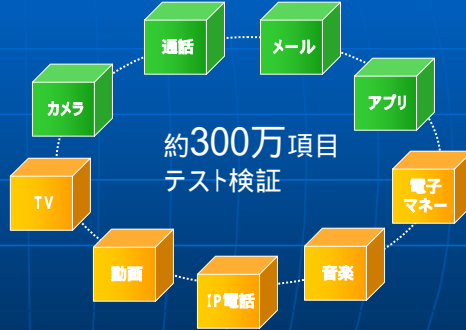 通話
メール
カメラ
アプリ
約300万項目
テスト検証
電子
マネー
TV
動画
音楽
IP電話